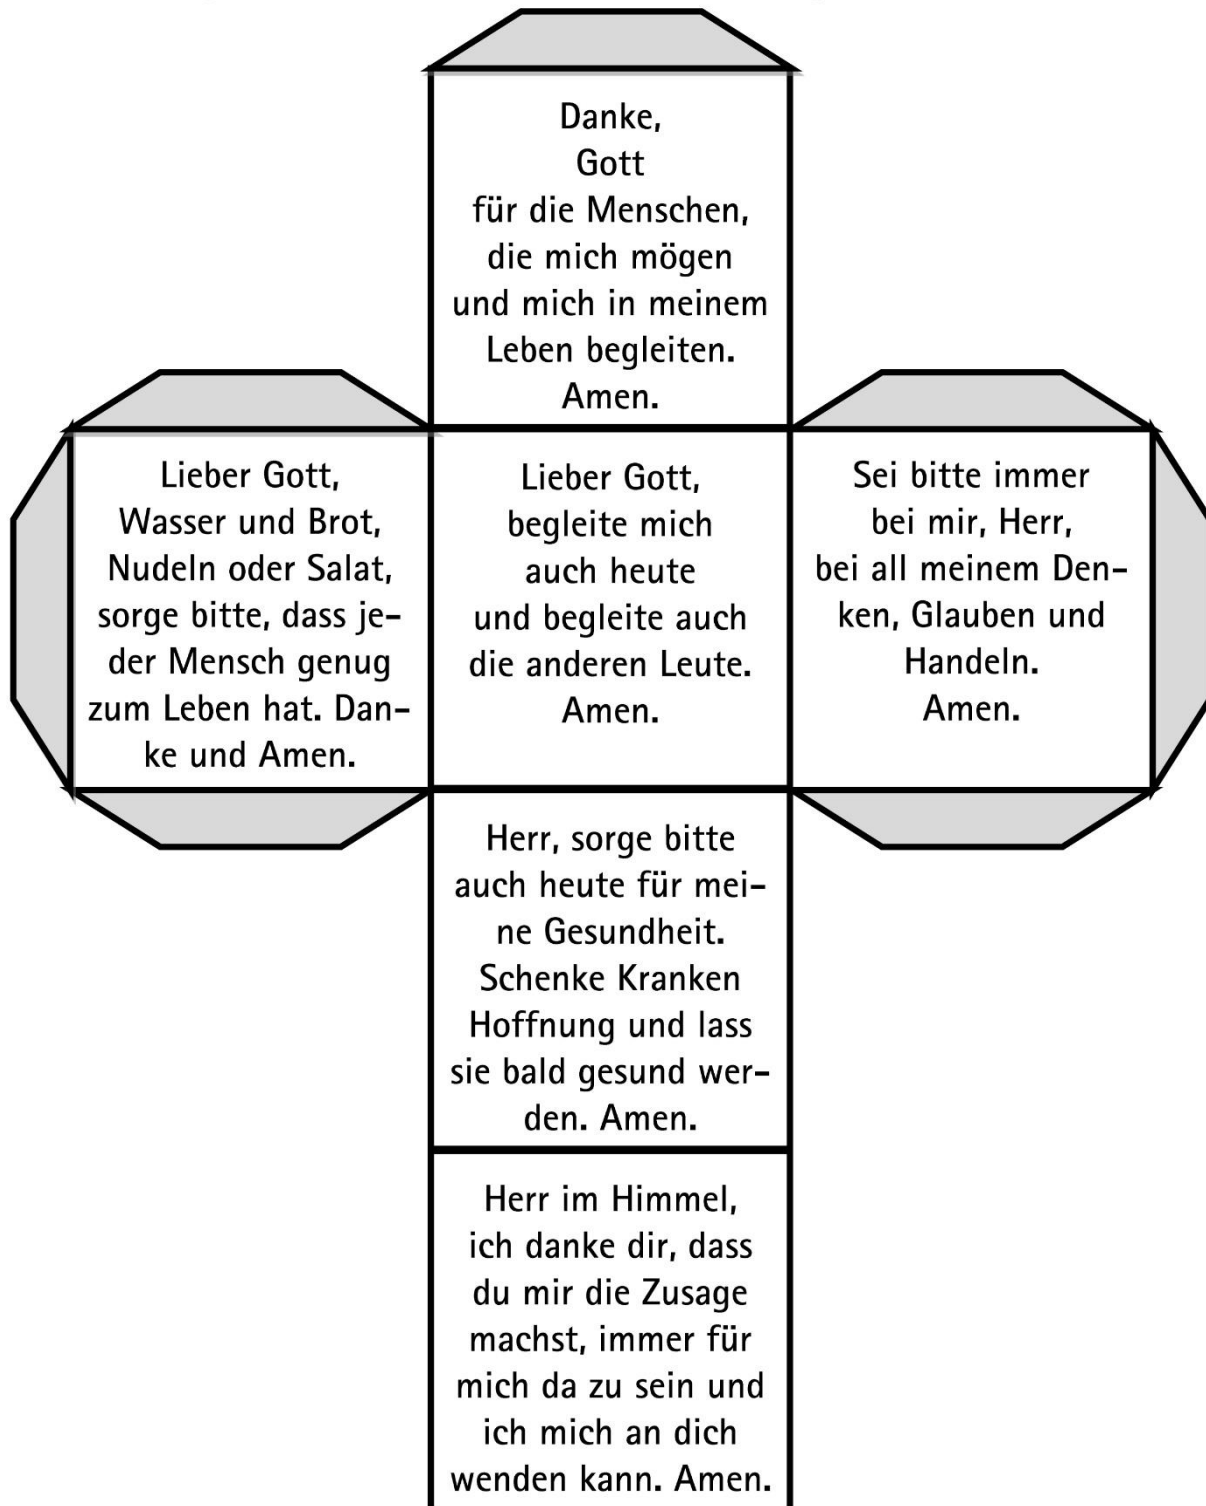 Danke,
Gott
für die Menschen,
die mich mögen
und mich in meinem
Leben begleiten.
Amen.
Lieber Gott,
Wasser und Brot,
Nudeln oder Salat,
sorge bitte, dass je-
der Mensch genug
zum Leben hat. Dan-
ke und Amen.
Lieber Gott,
begleite mich
auch heute
und begleite auch
die anderen Leute.
Amen.
Sei bitte immer
bei mir, Herr,
bei all meinem Den-
ken, Glauben und
Handeln.
Amen.
Herr, sorge bitte
auch heute für mei-
ne Gesundheit.
Schenke Kranken
Hoffnung und lass
sie bald gesund wer-
den. Amen.
Herr im Himmel,
ich danke dir, dass
du mir die Zusage
machst, immer für
mich da zu sein und
ich mich an dich
wenden kann. Amen.